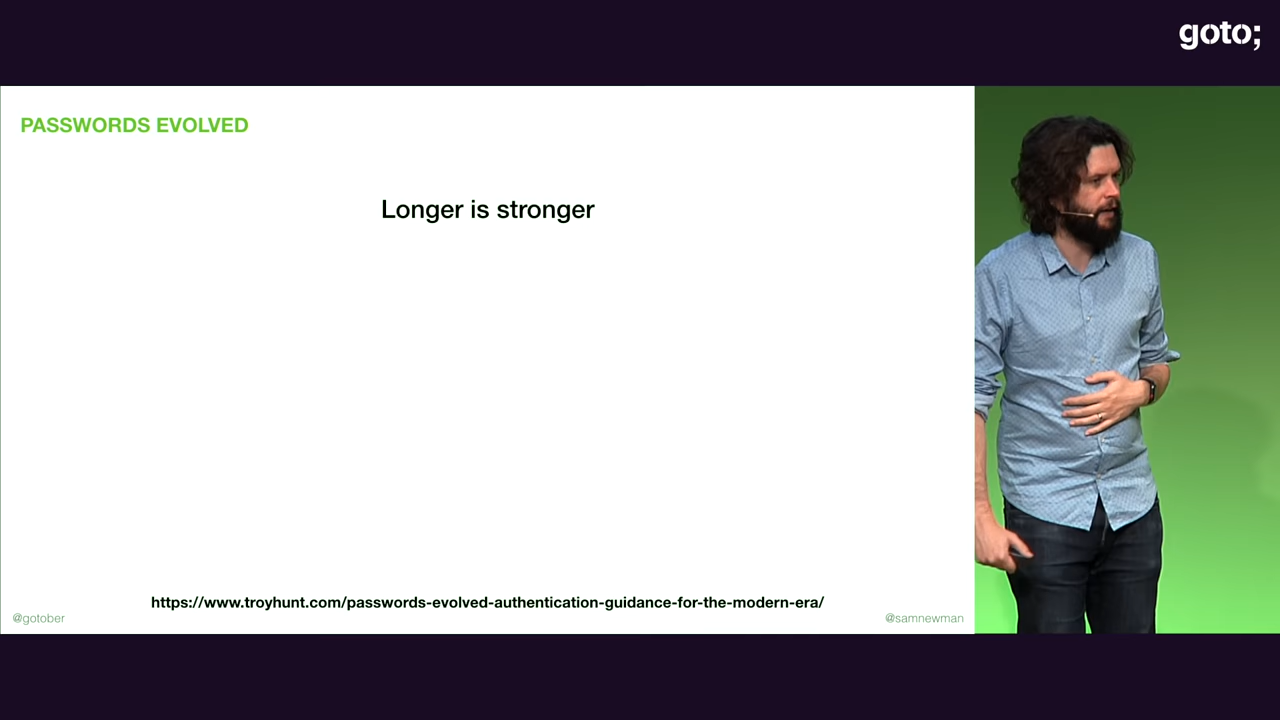 goto;
PASSWORDS EVOLVED
Longer is stronger
https://www.troyhunt.com/passwords-evolved-authentication-guidance-for-the-modern-era/
@gotober
@samnewman